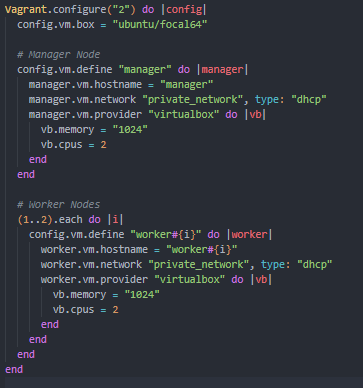 Vagrant.configure("2") do |config|
  config.vm.box = "ubuntu/focal64"

  # Manager Node
  config.vm.define "manager" do |manager|
    manager.vm.hostname = "manager"
    manager.vm.network "private_network", type: "dhcp"
    manager.vm.provider "virtualbox" do |vb|
      vb.memory = "1024"
      vb.cpus = 2
    end
  end

  # Worker Nodes
  (1..2).each do |i|
    config.vm.define "worker#{i}" do |worker|
      worker.vm.hostname = "worker#{i}"
      worker.vm.network "private_network", type: "dhcp"
      worker.vm.provider "virtualbox" do |vb|
        vb.memory = "1024"
        vb.cpus = 2
      end
    end
  end
end